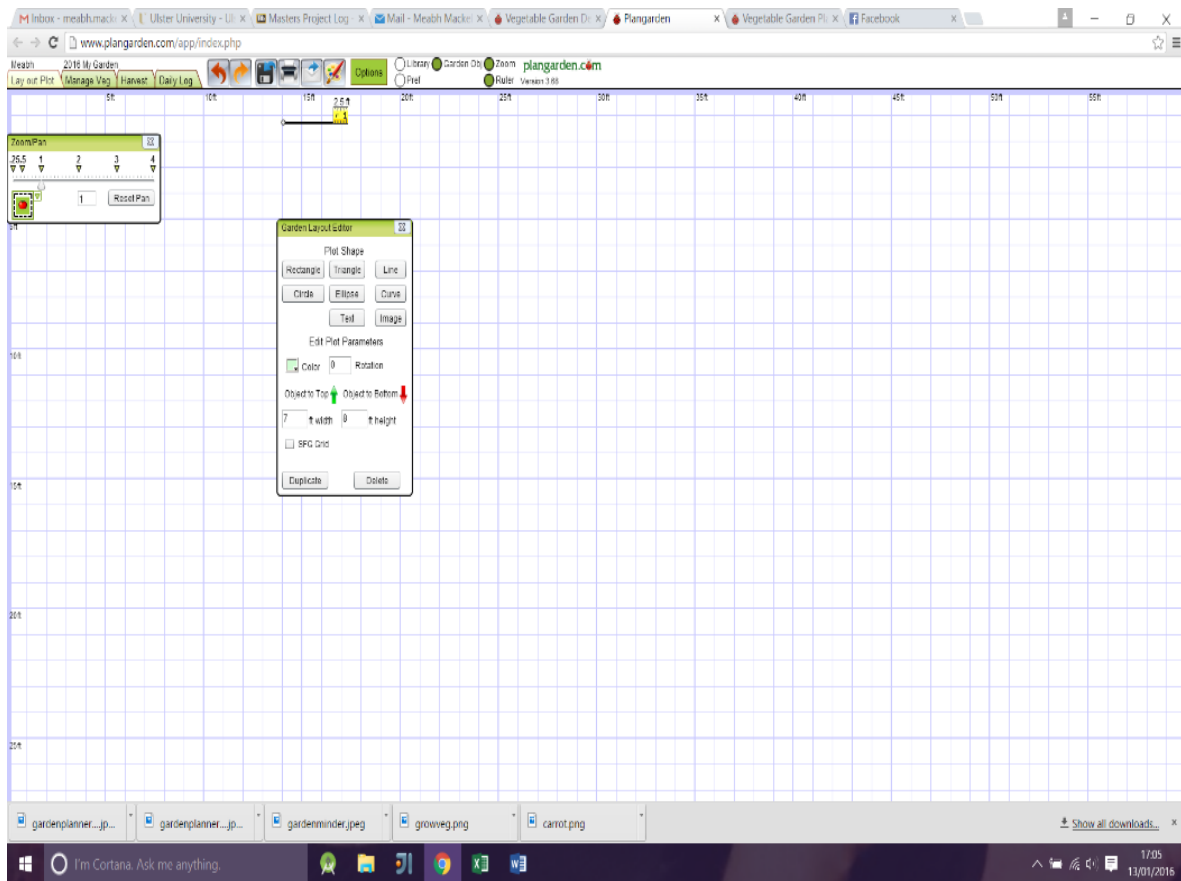 Inbox - meabh.macki
Ulster University - Ul
Masters Project Log -
Mail - Meabh Mackel
Vegetable Garden De
Plangarden
Vegetable Garden Pl
Facebook
www.plangarden.com/app/index.php
Meabh 2016 My Garden
Library Garden Obj Zoom plangarden.com
Lay out Plot Manage Veg Harvest Daily Log Options
Pref Ruler Version 3.68
5ft 10ft 15ft 20ft 25ft 30ft 35ft 40ft 45ft 50ft 55ft
2.5 ft
Zoom/Pan
.25 .5 1 2 3 4
1 Reset Pan
5ft
Garden Layout Editor
Plot Shape
Rectangle Triangle Line
Circle Ellipse Curve
Text Image
Edit Plot Parameters
10ft
Color 0 Rotation
Object to Top Object to Bottom
7 ft width 8 ft height
SFG Grid
Duplicate Delete
15ft
20ft
25ft
gardenplanner....jp...
gardenplanner....jp...
gardenminder.jpeg
growveg.png
carrot.png
Show all downloads...
I'm Cortana. Ask me anything.
17:05
13/01/2016